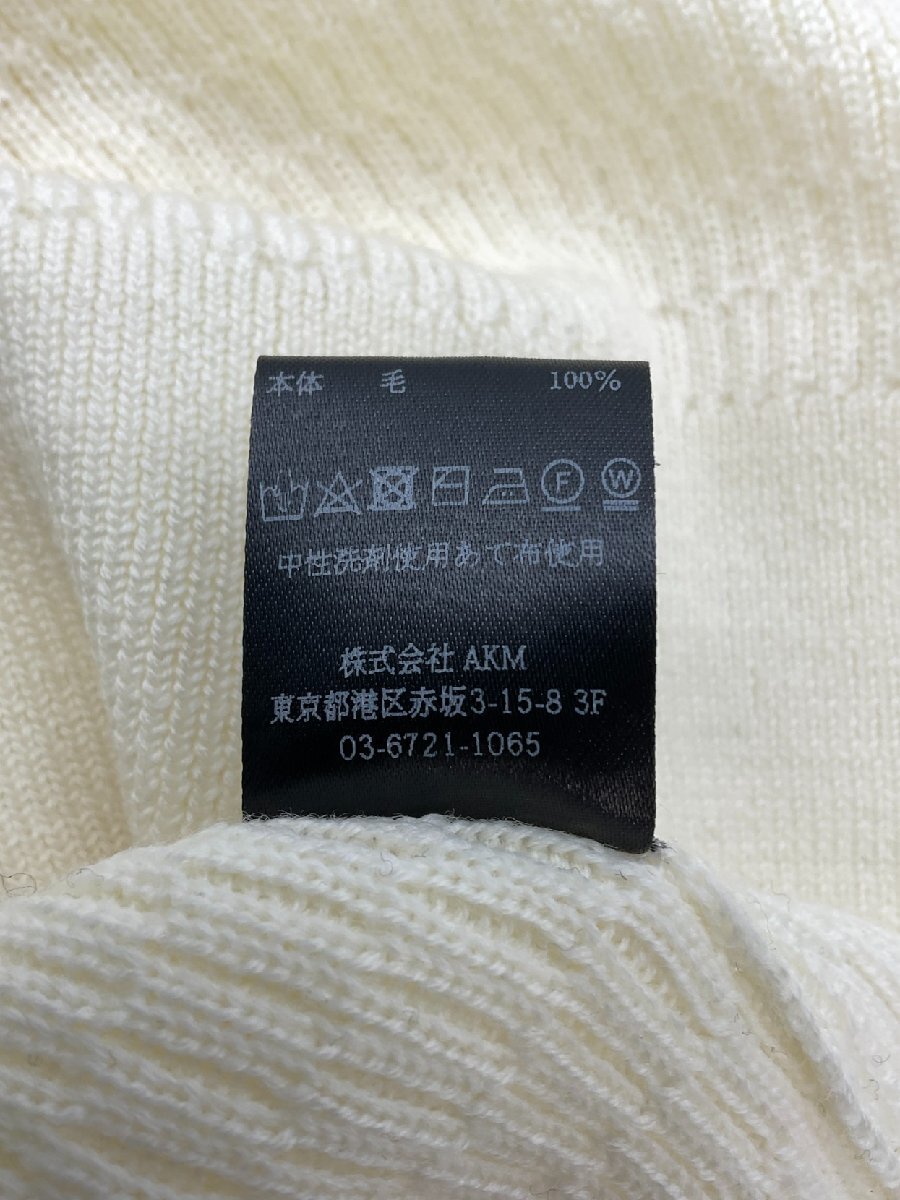 本体 毛 100%
F W
中性洗剤使用あて布使用
株式会社 AKM
東京都港区赤坂3-15-8 3F
03-6721-1065